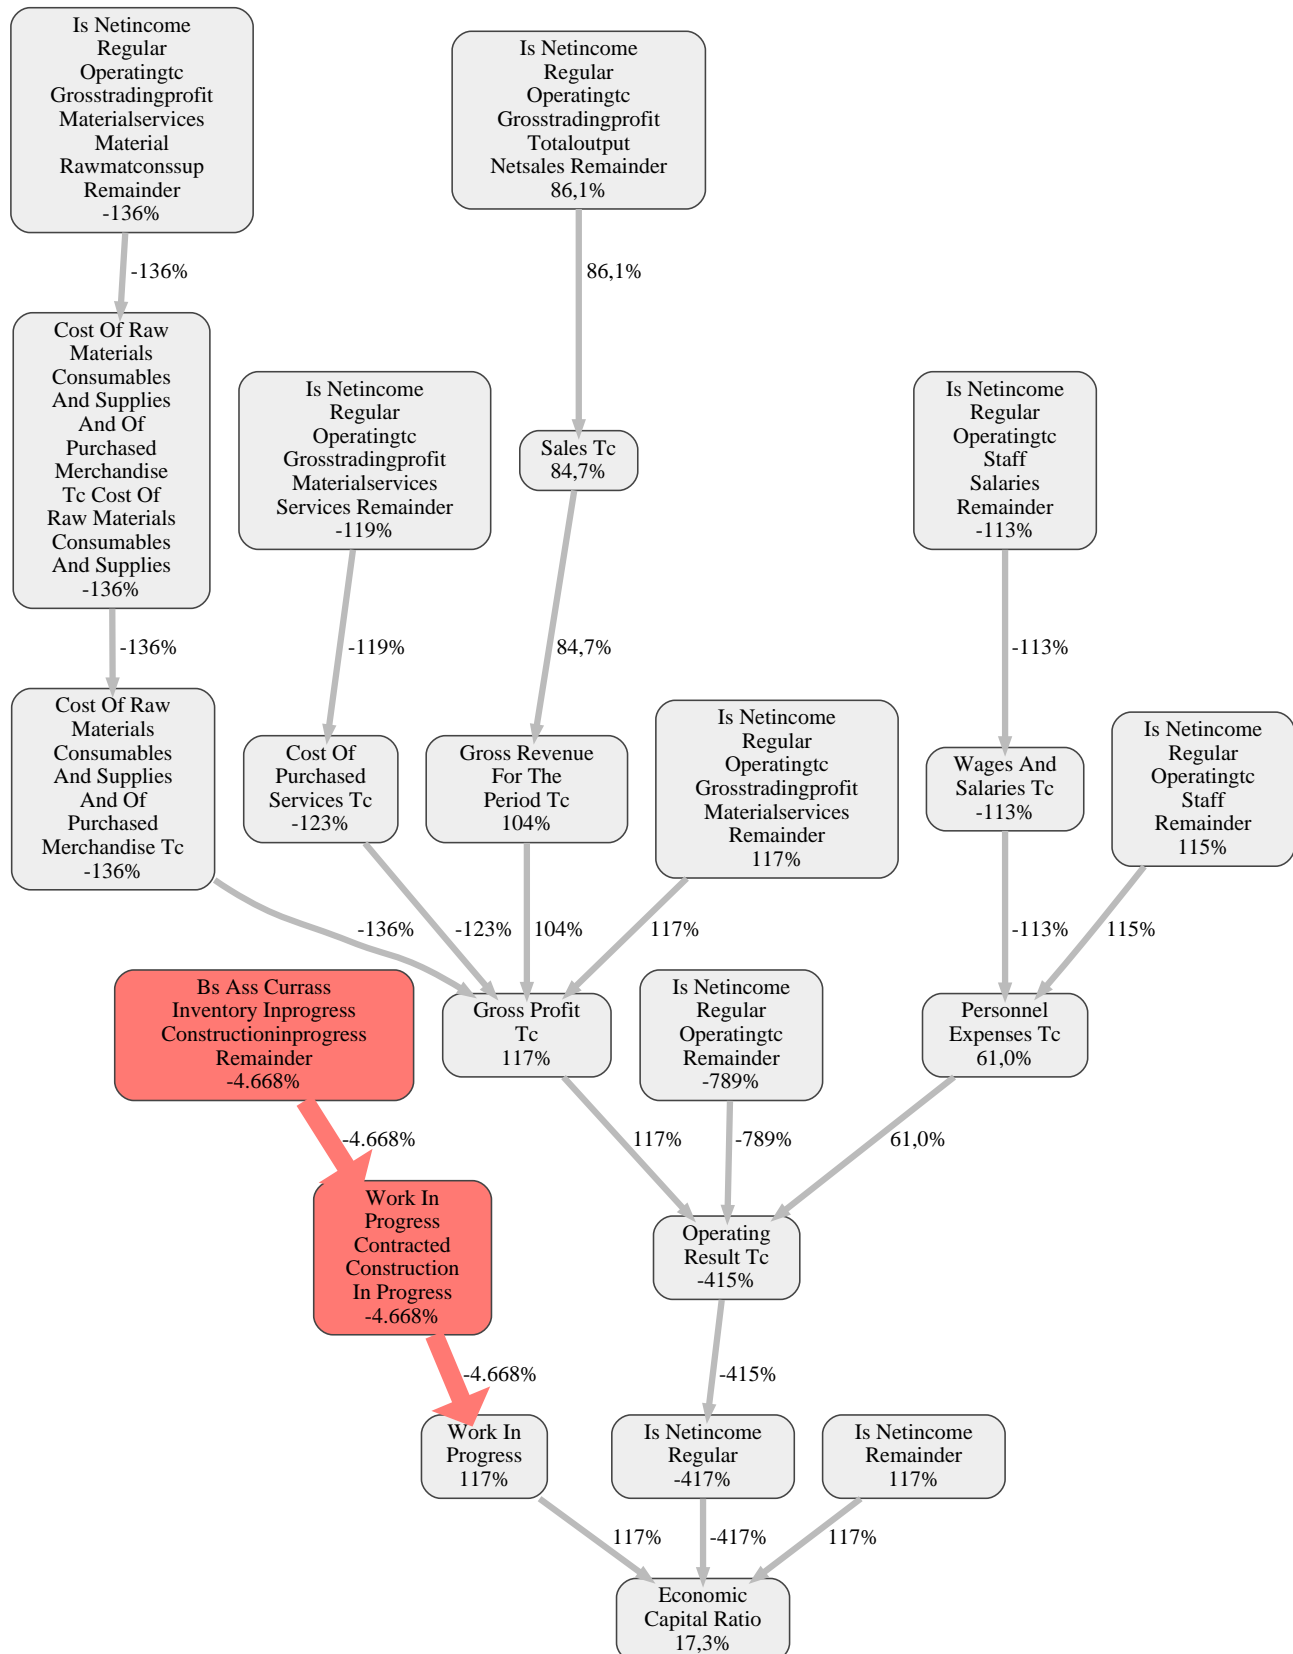 Is Netincome
Regular
Operatingtc
Grosstradingprofit
Materialservices
Material
Rawmatconssup
Remainder
-136%
Is Netincome
Regular
Operatingtc
Grosstradingprofit
Totaloutput
Netsales Remainder
86,1%
-136%
86,1%
Cost Of Raw
Materials
Consumables
And Supplies
And Of
Purchased
Merchandise
Tc Cost Of
Raw Materials
Consumables
And Supplies
-136%
Is Netincome
Regular
Operatingtc
Grosstradingprofit
Materialservices
Services Remainder
-119%
Sales Tc
84,7%
Is Netincome
Regular
Operatingtc
Staff
Salaries
Remainder
-113%
-136%
-119%
84,7%
-113%
Cost Of Raw
Materials
Consumables
And Supplies
And Of
Purchased
Merchandise Tc
-136%
Cost Of
Purchased
Services Tc
-123%
Gross Revenue
For The
Period Tc
104%
Is Netincome
Regular
Operatingtc
Grosstradingprofit
Materialservices
Remainder
117%
Wages And
Salaries Tc
-113%
Is Netincome
Regular
Operatingtc
Staff
Remainder
115%
-136%
-123%
104%
117%
-113%
115%
Bs Ass Currass
Inventory Inprogress
Constructioninprogress
Remainder
-4.668%
Gross Profit
Tc
117%
Is Netincome
Regular
Operatingtc
Remainder
-789%
Personnel
Expenses Tc
61,0%
-4.668%
117%
-789%
61,0%
Work In
Progress
Contracted
Construction
In Progress
-4.668%
Operating
Result Tc
-415%
-4.668%
-415%
Work In
Progress
117%
Is Netincome
Regular
-417%
Is Netincome
Remainder
117%
117%
-417%
117%
Economic
Capital Ratio
17,3%